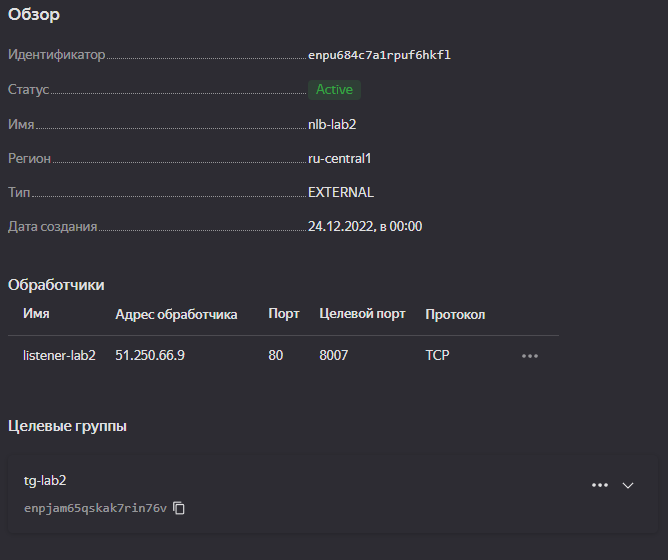 Обзор
Идентификатор enpu684c7a1rpuf6hkfl
Статус Active
Имя nlb-lab2
Регион ru-central1
Тип EXTERNAL
Дата создания 24.12.2022, в 00:00
Обработчики
Имя Адрес обработчика Порт Целевой порт Протокол
listener-lab2 51.250.66.9 80 8007 TCP
Целевые группы
tg-lab2
enpjam65qskak7rin76v